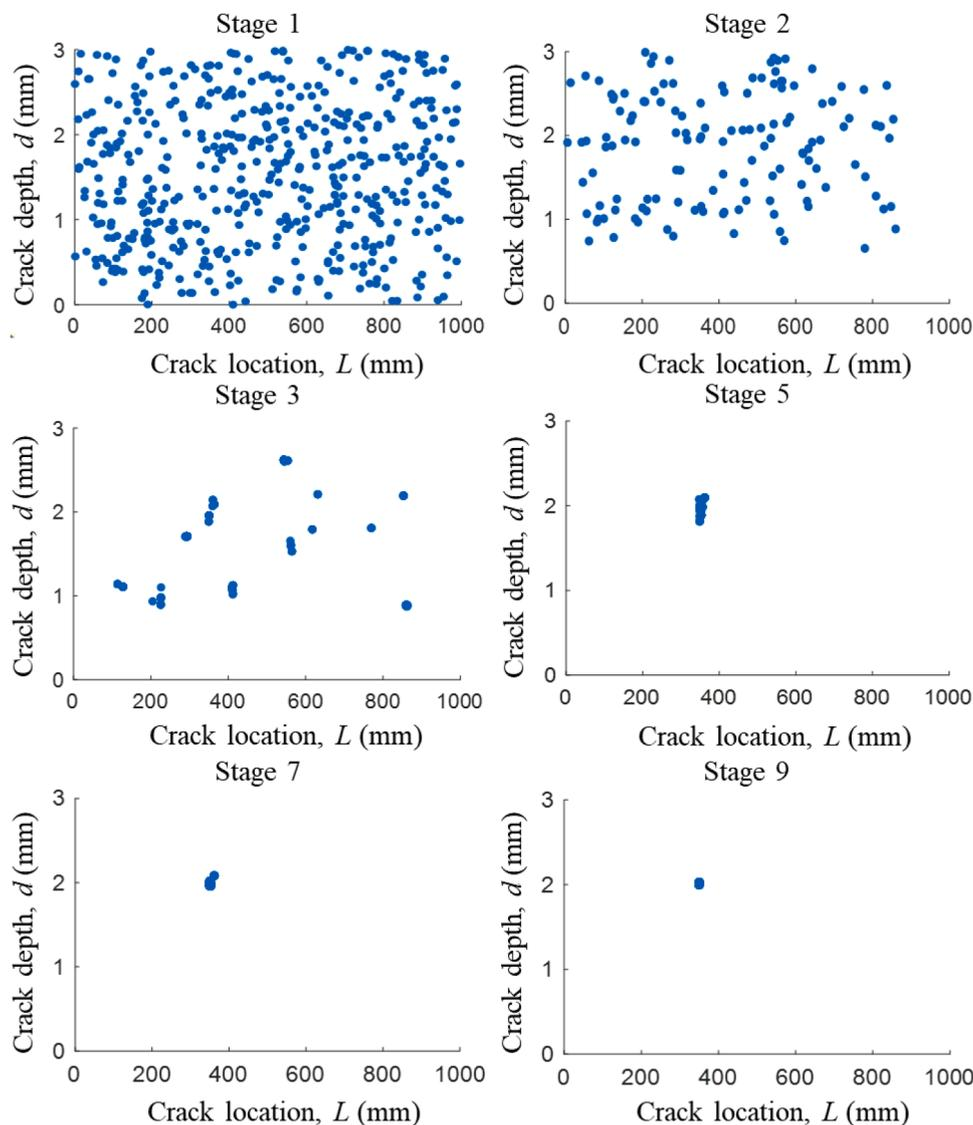 Stage 1
Crack depth, d (mm)
3
2
1
0
0 200 400 600 800 1000
Crack location, L (mm)
Stage 2
Crack depth, d (mm)
3
2
1
0
0 200 400 600 800 1000
Crack location, L (mm)
Stage 3
Crack depth, d (mm)
3
2
1
0
0 200 400 600 800 1000
Crack location, L (mm)
Stage 5
Crack depth, d (mm)
3
2
1
0
0 200 400 600 800 1000
Crack location, L (mm)
Stage 7
Crack depth, d (mm)
3
2
1
0
0 200 400 600 800 1000
Crack location, L (mm)
Stage 9
Crack depth, d (mm)
3
2
1
0
0 200 400 600 800 1000
Crack location, L (mm)